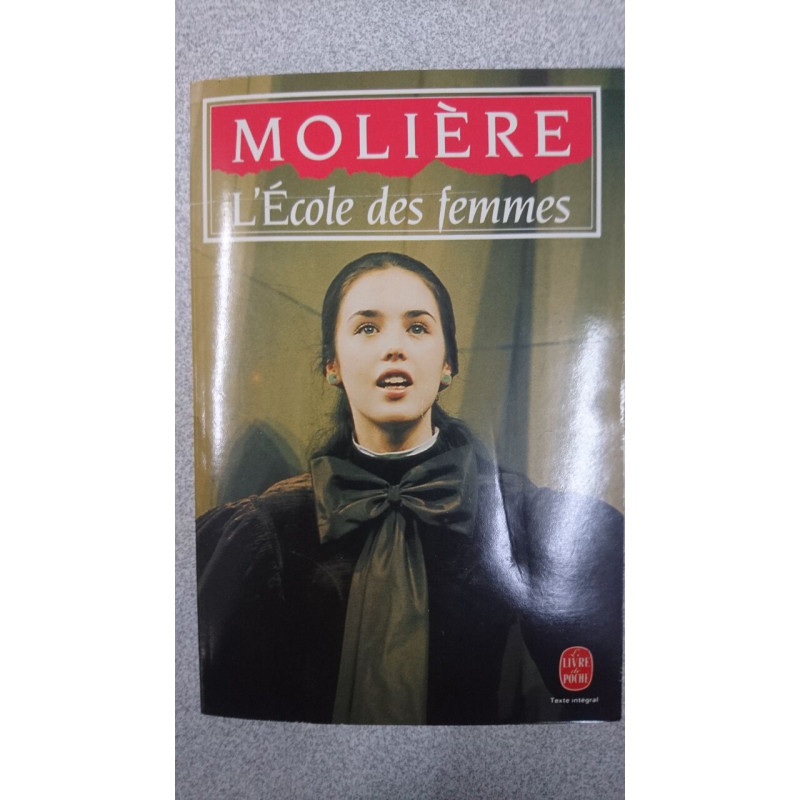 MOLIÈRE
L'École des femmes
Le
LIVRE
de
POCHE
Texte intégral